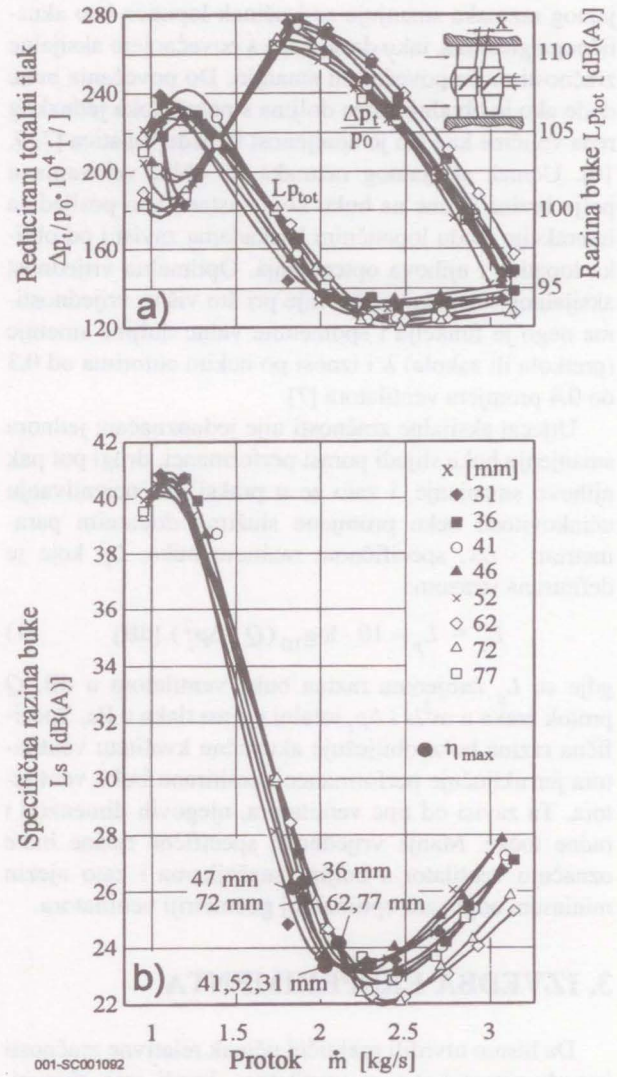 Reducirani totalni tlak
Δpt/p0·10⁻⁴
280
240
200
160
120
110
105
100
95
Razina buke Lptot dB(A)
x
Δpt
p0
Lptot
a)
Specifična razina buke
Ls [dB(A)]
42
40
38
36
34
32
30
28
26
24
22
x [mm]
31
36
41
46
52
62
72
77
ηmax
47 mm
72 mm
36 mm
62,77 mm
41,52,31 mm
b)
1
1.5
2
2.5
3
Protok ṁ [kg/s]
001-SC001092